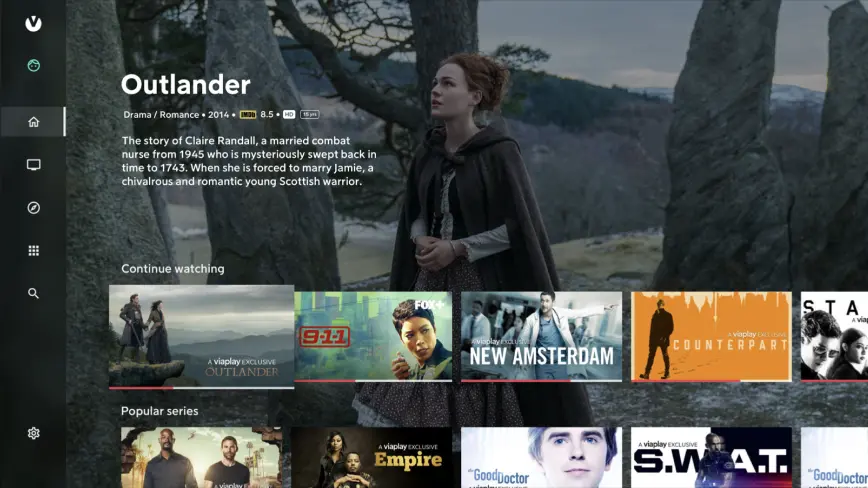 Outlander
Drama / Romance • 2014 • IMDb 8.5 • HD 15 yrs
The story of Claire Randall, a married combat
nurse from 1945 who is mysteriously swept back in
time to 1743. When she is forced to marry Jamie, a
chivalrous and romantic young Scottish warrior.
Continue watching
A viaplay EXCLUSIVE
OUTLANDER
FOX+
9-1-1
A viaplay EXCLUSIVE
NEW AMSTERDAM
A viaplay EXCLUSIVE
COUNTERPART
STA
A viap
Popular series
A viaplay
A viaplay EXCLUSIVE
Empire
the Good Doctor
A viaplay EXCLUSIVE
S.W.A.T.
the Go